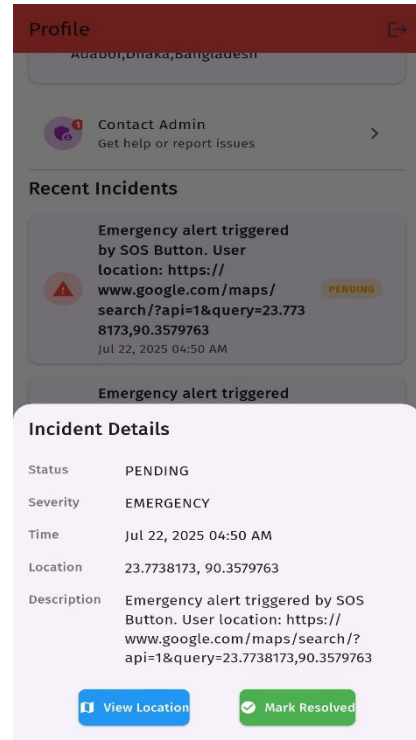 Profile
Adabor,Dhaka,Bangladesh
1
Contact Admin
Get help or report issues
Recent Incidents
Emergency alert triggered
by SOS Button. User
location: https://
www.google.com/maps/
search/?api=1&query=23.773
8173,90.3579763
PENDING
Jul 22, 2025 04:50 AM
Emergency alert triggered
Incident Details
Status PENDING
Severity EMERGENCY
Time Jul 22, 2025 04:50 AM
Location 23.7738173, 90.3579763
Description Emergency alert triggered by SOS
Button. User location: https://
www.google.com/maps/search/?
api=1&query=23.7738173,90.3579763
View Location Mark Resolved